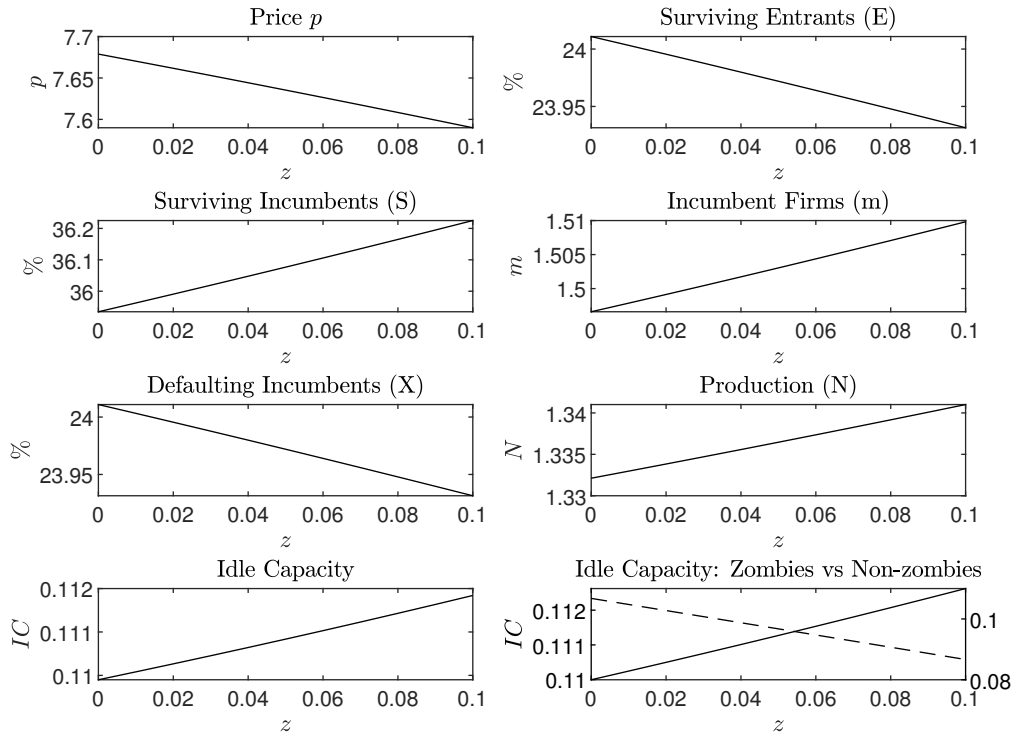 Price p
7.7
7.65
7.6
p
0 0.02 0.04 0.06 0.08 0.1
z
Surviving Entrants (E)
24
23.95
%
0 0.02 0.04 0.06 0.08 0.1
z
Surviving Incumbents (S)
36.2
36.1
36
%
0 0.02 0.04 0.06 0.08 0.1
z
Incumbent Firms (m)
1.51
1.505
1.5
m
0 0.02 0.04 0.06 0.08 0.1
z
Defaulting Incumbents (X)
24
23.95
%
0 0.02 0.04 0.06 0.08 0.1
z
Production (N)
1.34
1.335
1.33
N
0 0.02 0.04 0.06 0.08 0.1
z
Idle Capacity
0.112
0.111
0.11
IC
0 0.02 0.04 0.06 0.08 0.1
z
Idle Capacity: Zombies vs Non-zombies
0.112
0.111
0.11
IC
0.1
0.08
0 0.02 0.04 0.06 0.08 0.1
z